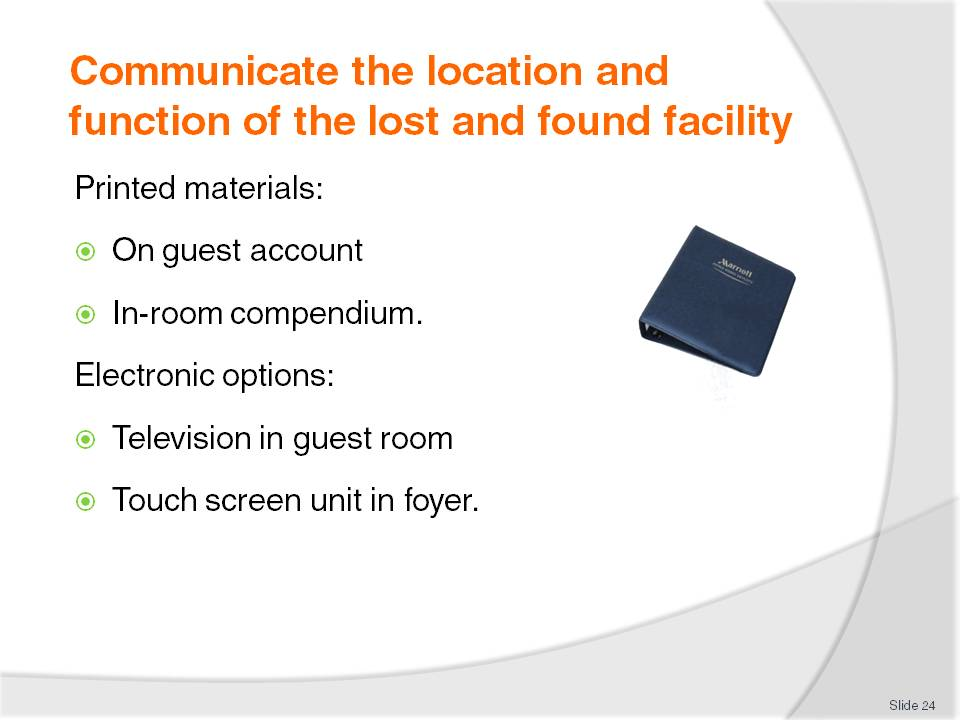 Communicate the location and
function of the lost and found facility
Printed materials:
On guest account
In-room compendium.
Marriott
Electronic options:
Television in guest room
Touch screen unit in foyer.
Slide 24